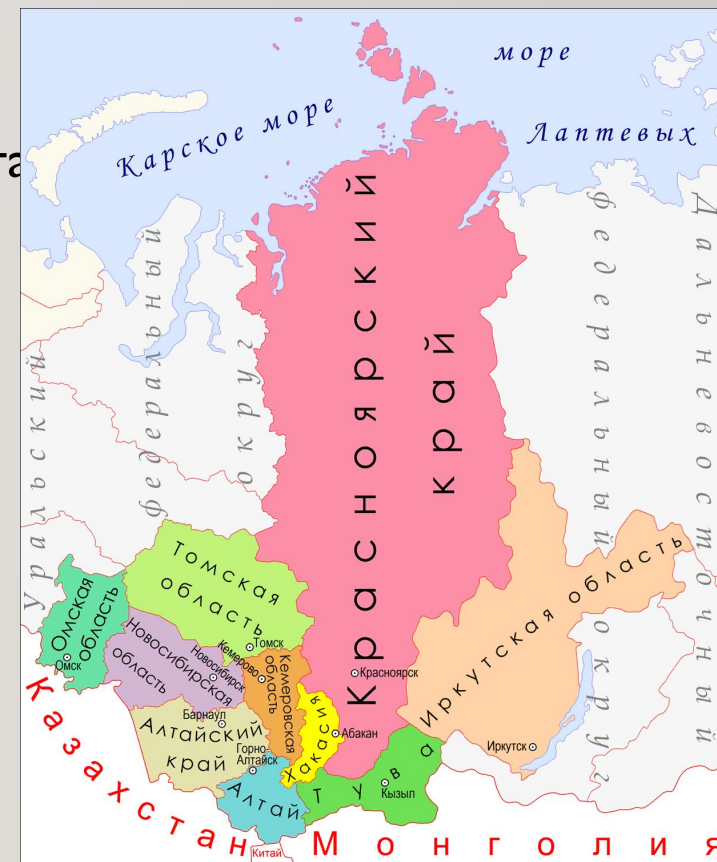 море
Карское море
Лаптевых
та
Красноярский
край
Уральский
федеральный
округ
Дальневосточный
федеральный
округ
Томская
область
Томск
Омская
область
Омск
Новосибирская
область
Новосибирск
Кемерово
Кемеровская
область
Красноярск
Иркутская область
Иркутск
Барнаул
Алтайский
край
Горно-
Алтайск
Алтай
Хакасия
Абакан
Тува
Кызыл
Казахстан
Китай
Монголия